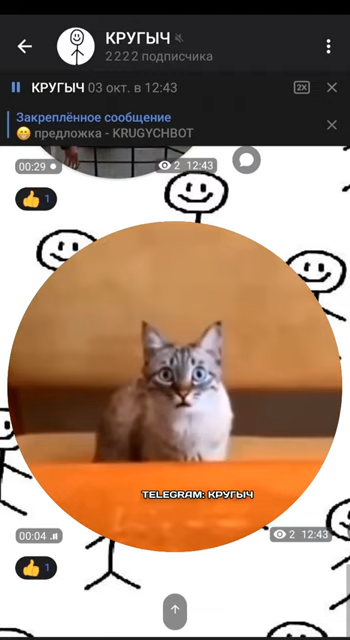 КРУГЫЧ
2222 подписчика
КРУГЫЧ 03 окт. в 12:43
2X
Закреплённое сообщение
😁 предложка - KRUGYCHBOT
00:29
2 12:43
👍 1
TELEGRAM: КРУГЫЧ
00:04
2 12:43
👍 1